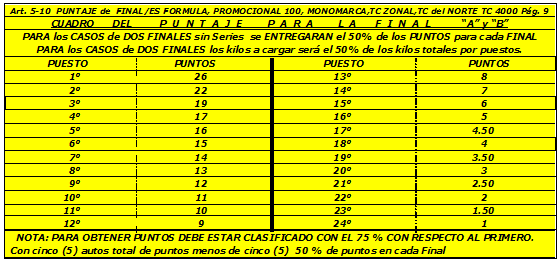 Art. 5-10 PUNTAJE de FINAL/ES FORMULA, PROMOCIONAL 100, MONOMARCA,TC ZONAL,TC del NORTE TC 4000 Pág. 9
CUADRO DEL PUNTAJE PARA LA FINAL "A" y "B"
PARA los CASOS de DOS FINALES sin Series se ENTREGARAN el 50% de los PUNTOS para cada FINAL
PARA los CASOS de DOS FINALES los kilos a cargar será el 50% de los kilos totales por puestos.
PUESTO PUNTOS PUESTO PUNTOS
1º 26 13º 8
2º 22 14º 7
3º 19 15º 6
4º 17 16º 5
5º 16 17º 4.50
6º 15 18º 4
7º 14 19º 3.50
8º 13 20º 3
9º 12 21º 2.50
10º 11 22º 2
11º 10 23º 1.50
12º 9 24º 1
NOTA: PARA OBTENER PUNTOS DEBE ESTAR CLASIFICADO CON EL 75 % CON RESPECTO AL PRIMERO.
Con cinco (5) autos total de puntos menos de cinco (5) 50 % de puntos en cada Final